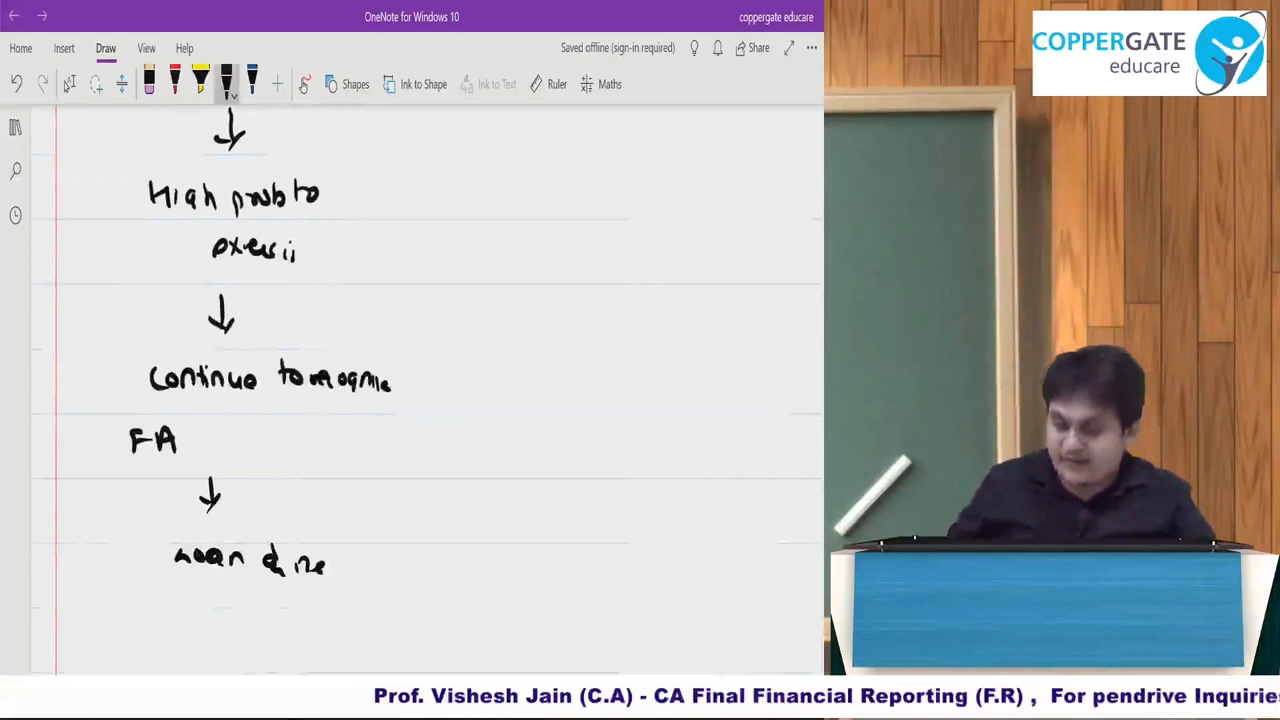 OneNote for Windows 10
coppergate educare
Home Insert Draw View Help
Saved offline (sign-in required)
Share
Shapes
Ink to Shape
Ink to Text
Ruler
Maths
COPPERGATE
educare
High prob to
exercis
Continue to recognise
FA
Prof. Vishesh Jain (C.A) - CA Final Financial Reporting (F.R) , For pendrive Inquirie